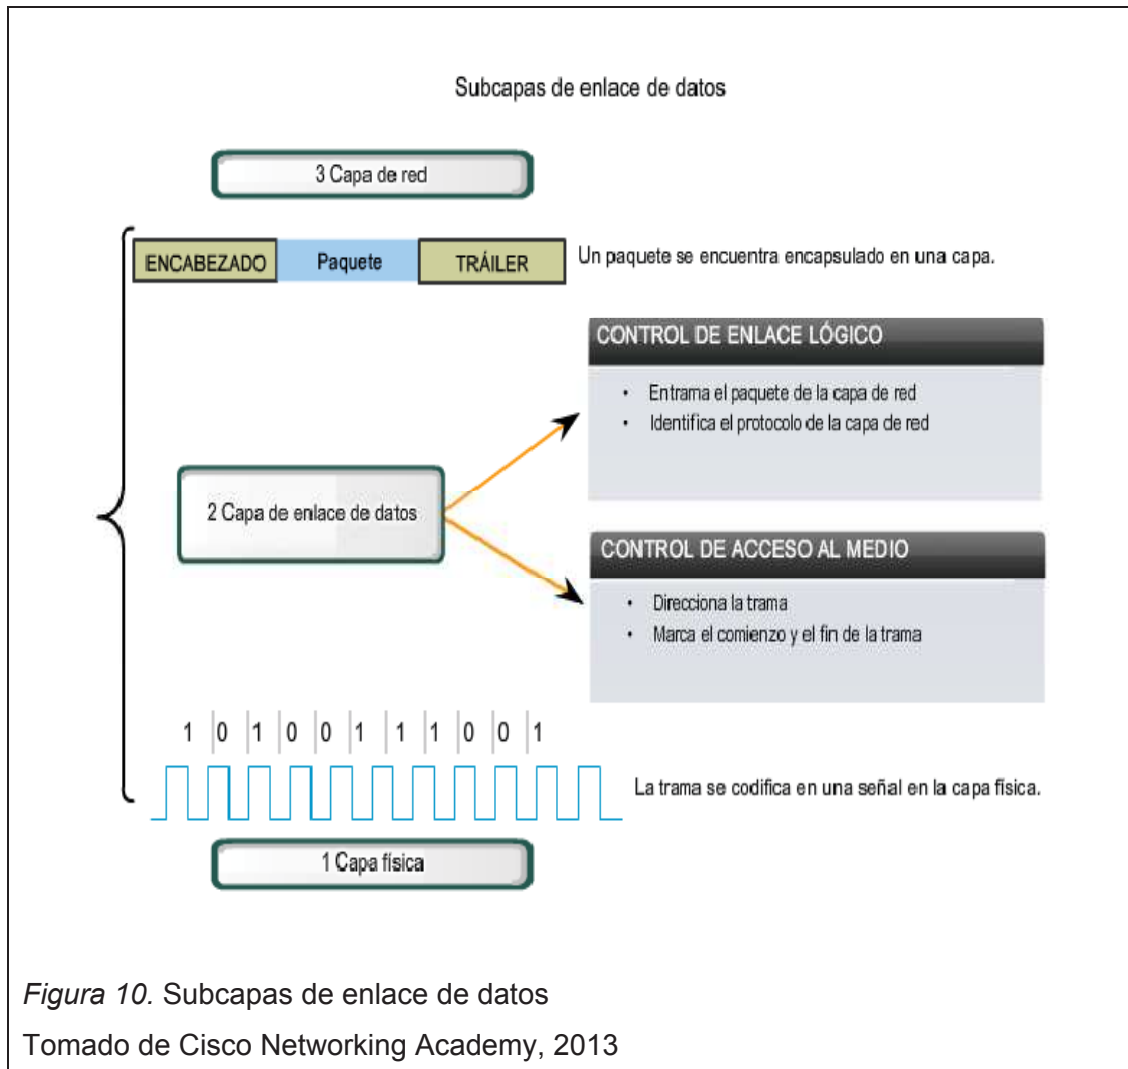 Subcapas de enlace de datos
3 Capa de red
ENCABEZADO Paquete TRÁILER
Un paquete se encuentra encapsulado en una capa.
CONTROL DE ENLACE LÓGICO
• Entrama el paquete de la capa de red
• Identifica el protocolo de la capa de red
2 Capa de enlace de datos
CONTROL DE ACCESO AL MEDIO
• Direcciona la trama
• Marca el comienzo y el fin de la trama
1 0 1 0 0 1 1 1 0 0 1
La trama se codifica en una señal en la capa física.
1 Capa física
Figura 10. Subcapas de enlace de datos
Tomado de Cisco Networking Academy, 2013